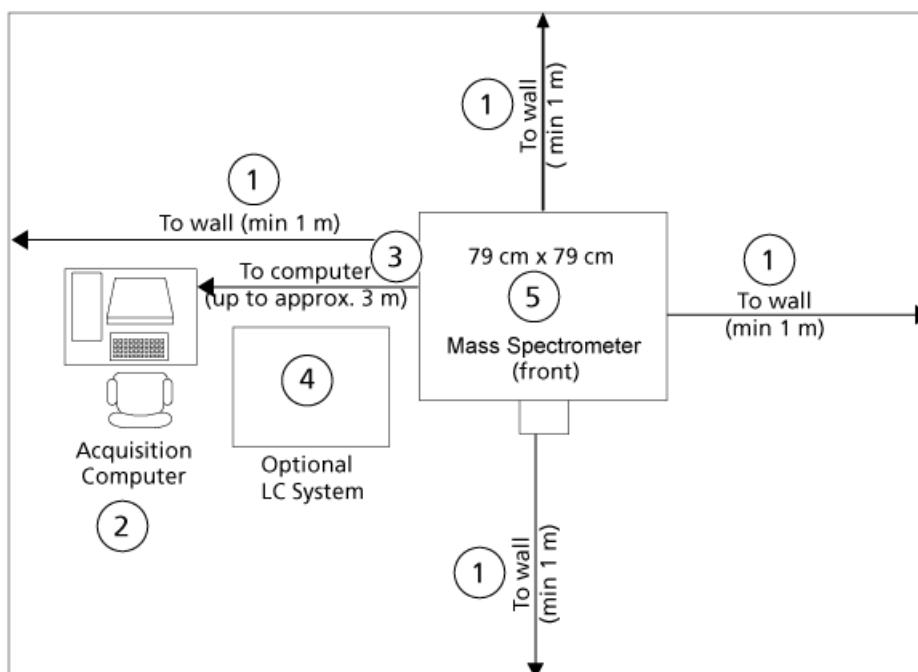 1
To wall
( min 1 m)
1
To wall (min 1 m)
3
To computer
(up to approx. 3 m)
79 cm x 79 cm
5
Mass Spectrometer
(front)
1
To wall
(min 1 m)
4
Optional
LC System
Acquisition
Computer
2
1
To wall
(min 1 m)